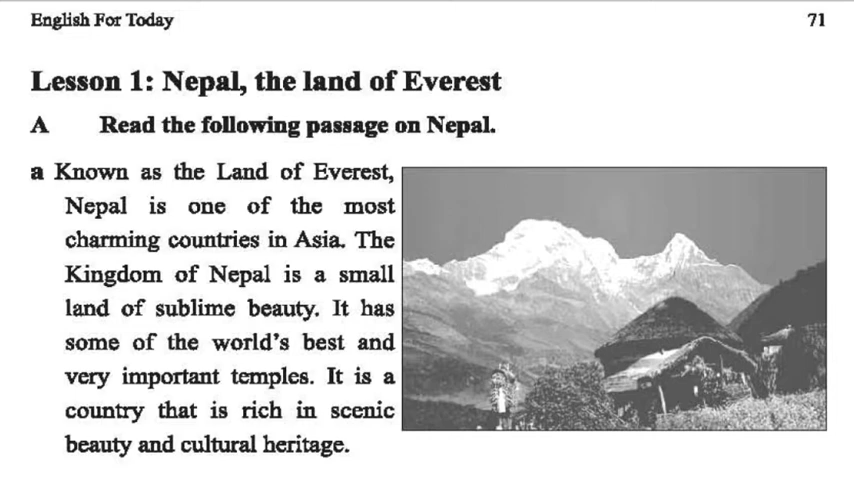 English For Today 71
Lesson 1: Nepal, the land of Everest
A Read the following passage on Nepal.
a Known as the Land of Everest,
Nepal is one of the most
charming countries in Asia. The
Kingdom of Nepal is a small
land of sublime beauty. It has
some of the world's best and
very important temples. It is a
country that is rich in scenic
beauty and cultural heritage.